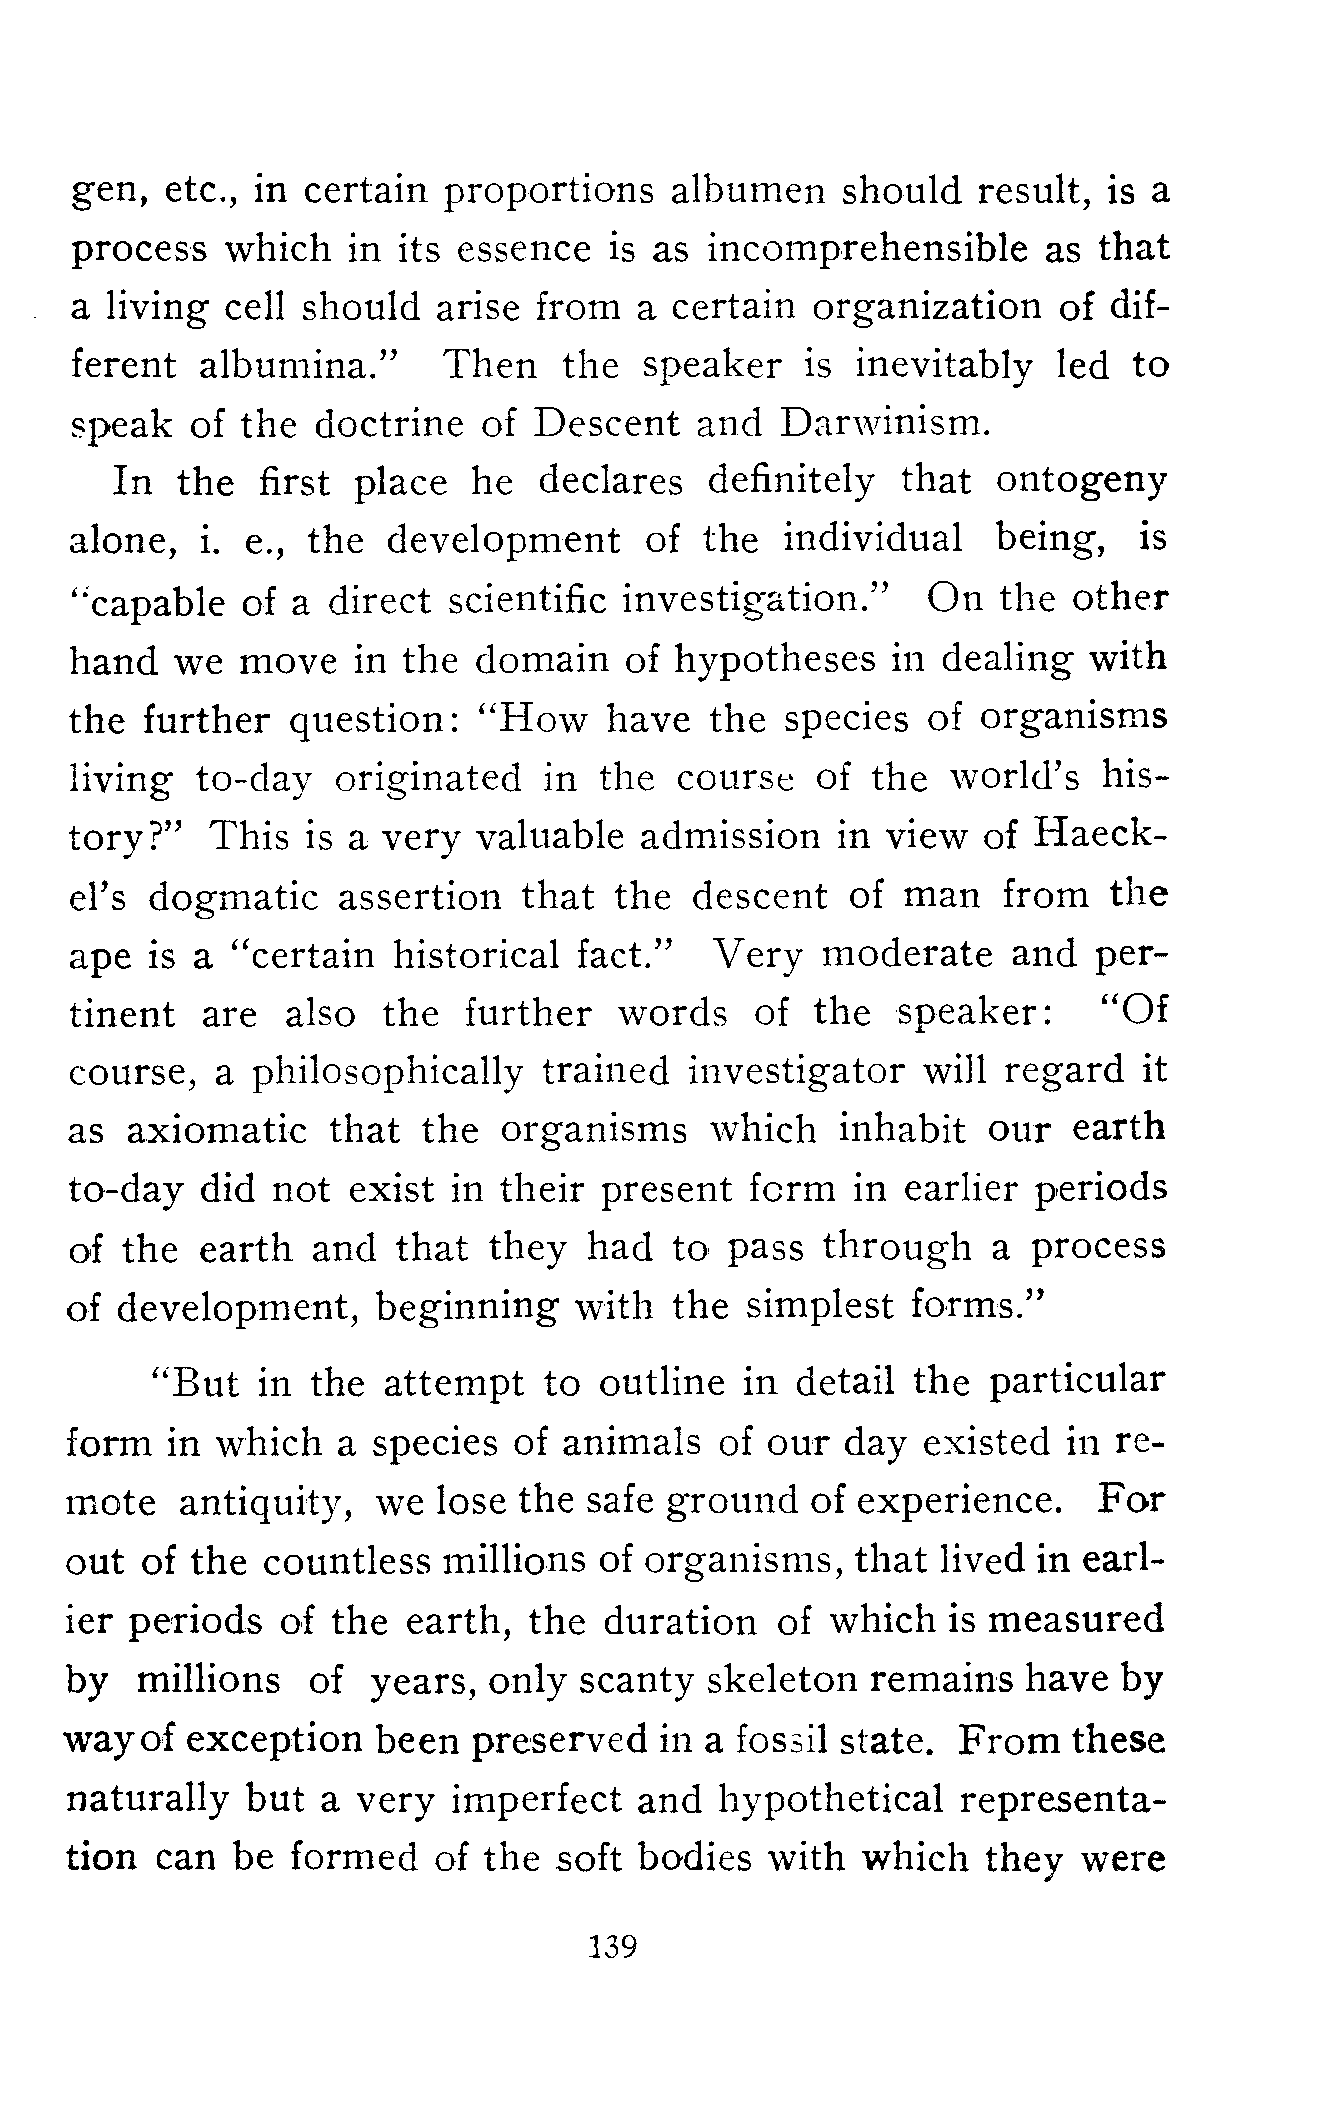 gen, etc., in certain proportions albumen should result, is a
process which in its essence is as incomprehensible as that
a living cell should arise from a certain organization of dif-
ferent albumina." Then the speaker is inevitably led to
speak of the doctrine of Descent and Darwinism.
In the first place he declares definitely that ontogeny
alone, i. e., the development of the individual being, is
"capable of a direct scientific investigation." On the other
hand we move in the domain of hypotheses in dealing with
the further question: "How have the species of organisms
living to-day originated in the course of the world's his-
tory?" This is a very valuable admission in view of Haeck-
el's dogmatic assertion that the descent of man from the
ape is a "certain historical fact." Very moderate and per-
tinent are also the further words of the speaker: "Of
course, a philosophically trained investigator will regard it
as axiomatic that the organisms which inhabit our earth
to-day did not exist in their present form in earlier periods
of the earth and that they had to pass through a process
of development, beginning with the simplest forms."
"But in the attempt to outline in detail the particular
form in which a species of animals of our day existed in re-
mote antiquity, we lose the safe ground of experience. For
out of the countless millions of organisms, that lived in earl-
ier periods of the earth, the duration of which is measured
by millions of years, only scanty skeleton remains have by
way of exception been preserved in a fossil state. From these
naturally but a very imperfect and hypothetical representa-
tion can be formed of the soft bodies with which they were
139